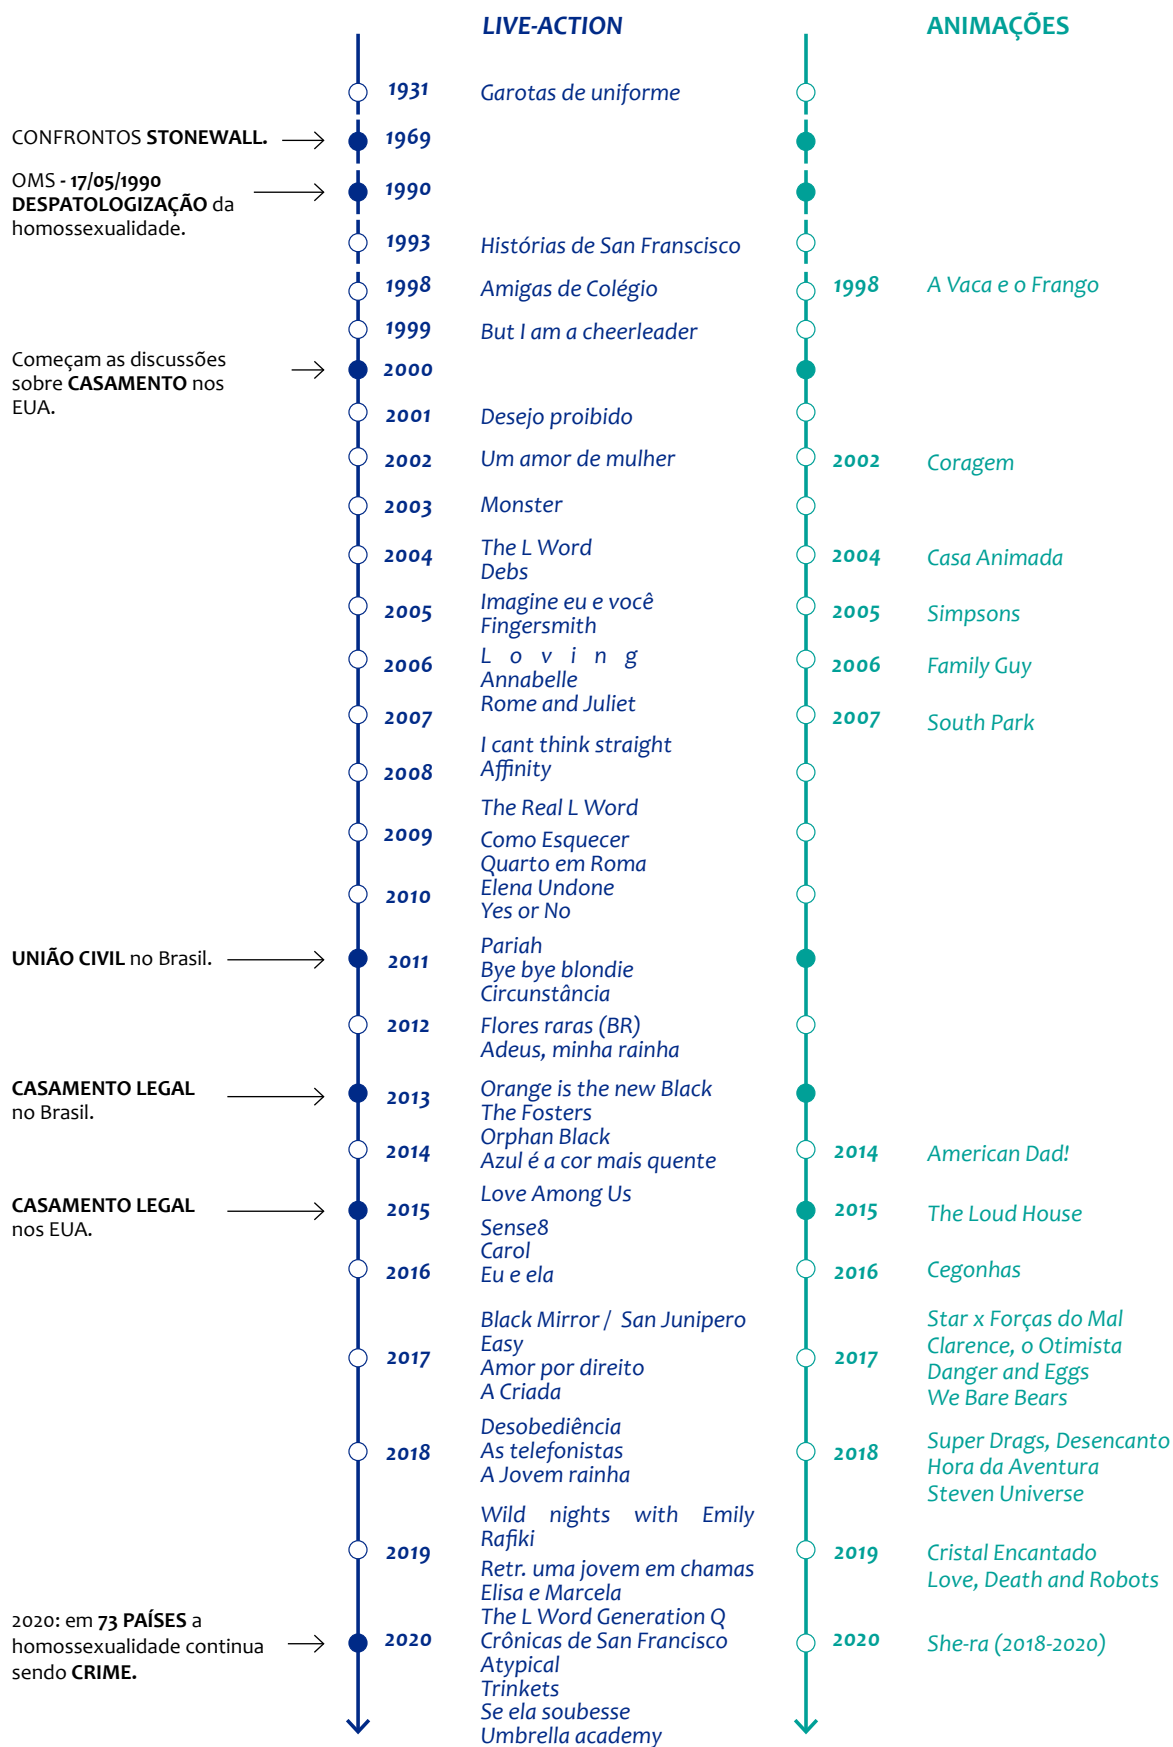 LIVE-ACTION
ANIMAÇÕES
1931
Garotas de uniforme
CONFRONTOS STONEWALL.
1969
OMS - 17/05/1990
DESPATOLOGIZAÇÃO da
homossexualidade.
1990
1993
Histórias de San Franscisco
1998
Amigas de Colégio
1998
A Vaca e o Frango
1999
But I am a cheerleader
Começam as discussões
sobre CASAMENTO nos
EUA.
2000
2001
Desejo proibido
2002
Um amor de mulher
2002
Coragem
2003
Monster
2004
The L Word
Debs
2004
Casa Animada
2005
Imagine eu e você
Fingersmith
2005
Simpsons
2006
L o v i n g
Annabelle
Rome and Juliet
2006
Family Guy
2007
2007
South Park
I cant think straight
Affinity
2008
The Real L Word
2009
Como Esquecer
Quarto em Roma
Elena Undone
Yes or No
2010
UNIÃO CIVIL no Brasil.
2011
Pariah
Bye bye blondie
Circunstância
2012
Flores raras (BR)
Adeus, minha rainha
CASAMENTO LEGAL
no Brasil.
2013
Orange is the new Black
The Fosters
Orphan Black
Azul é a cor mais quente
2014
2014
American Dad!
CASAMENTO LEGAL
nos EUA.
2015
Love Among Us
2015
The Loud House
Sense8
Carol
Eu e ela
2016
2016
Cegonhas
Black Mirror / San Junipero
Easy
Amor por direito
A Criada
2017
2017
Star x Forças do Mal
Clarence, o Otimista
Danger and Eggs
We Bare Bears
2018
Desobediência
As telefonistas
A Jovem rainha
2018
Super Drags, Desencanto
Hora da Aventura
Steven Universe
Wild nights with Emily
Rafiki
2019
Retr. uma jovem em chamas
Elisa e Marcela
2019
Cristal Encantado
Love, Death and Robots
2020: em 73 PAÍSES a
homossexualidade continua
sendo CRIME.
2020
The L Word Generation Q
Crônicas de San Francisco
Atypical
Trinkets
Se ela soubesse
Umbrella academy
2020
She-ra (2018-2020)